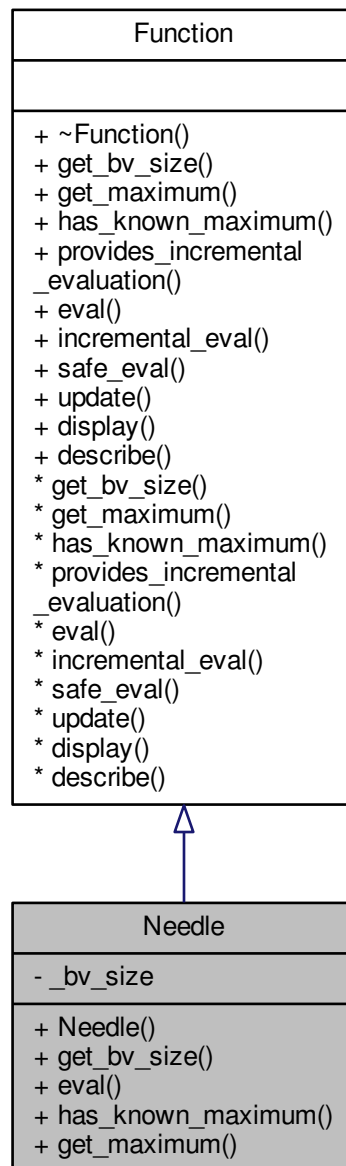 Function
+ ~Function()
+ get_bv_size()
+ get_maximum()
+ has_known_maximum()
+ provides_incremental
_evaluation()
+ eval()
+ incremental_eval()
+ safe_eval()
+ update()
+ display()
+ describe()
* get_bv_size()
* get_maximum()
* has_known_maximum()
* provides_incremental
_evaluation()
* eval()
* incremental_eval()
* safe_eval()
* update()
* display()
* describe()
Needle
- _bv_size
+ Needle()
+ get_bv_size()
+ eval()
+ has_known_maximum()
+ get_maximum()